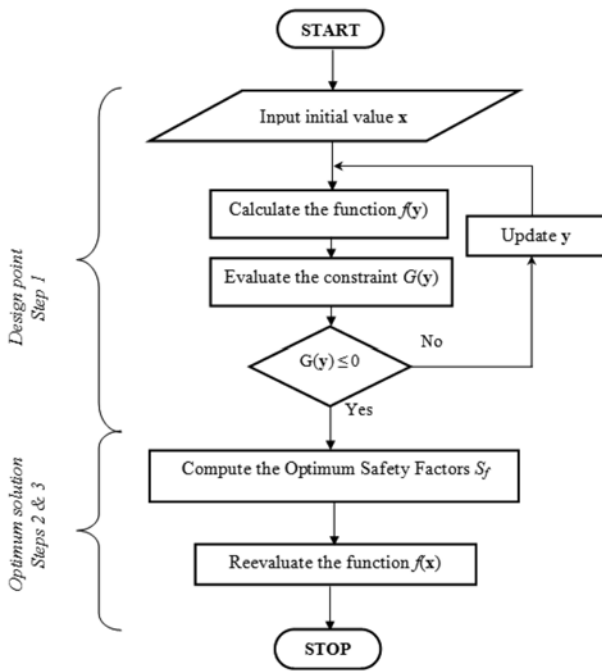 START
Input initial value x
Calculate the function f(y)
Update y
Evaluate the constraint G(y)
Design point
Step 1
G(y) ≤ 0
No
Yes
Compute the Optimum Safety Factors Sf
Optimum solution
Steps 2 & 3
Reevaluate the function f(x)
STOP